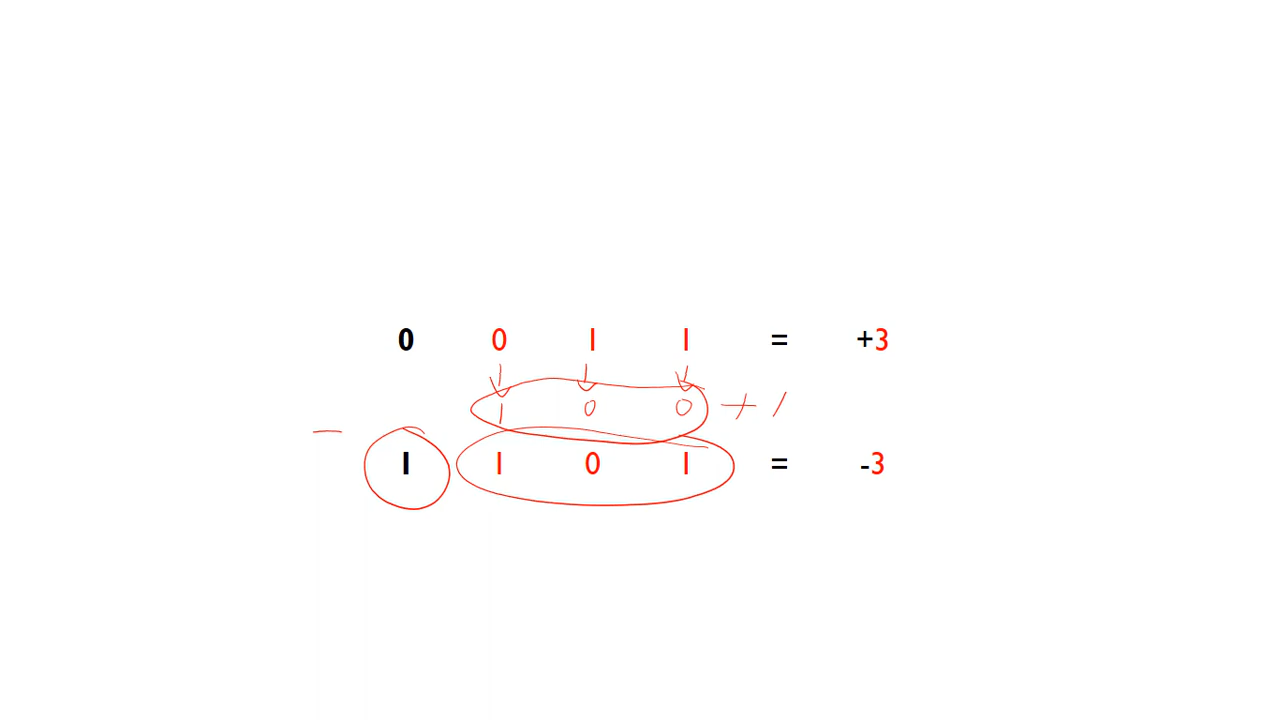 0 0 1 1 = +3
1 0 0 + 1
−
1 1 0 1 = -3